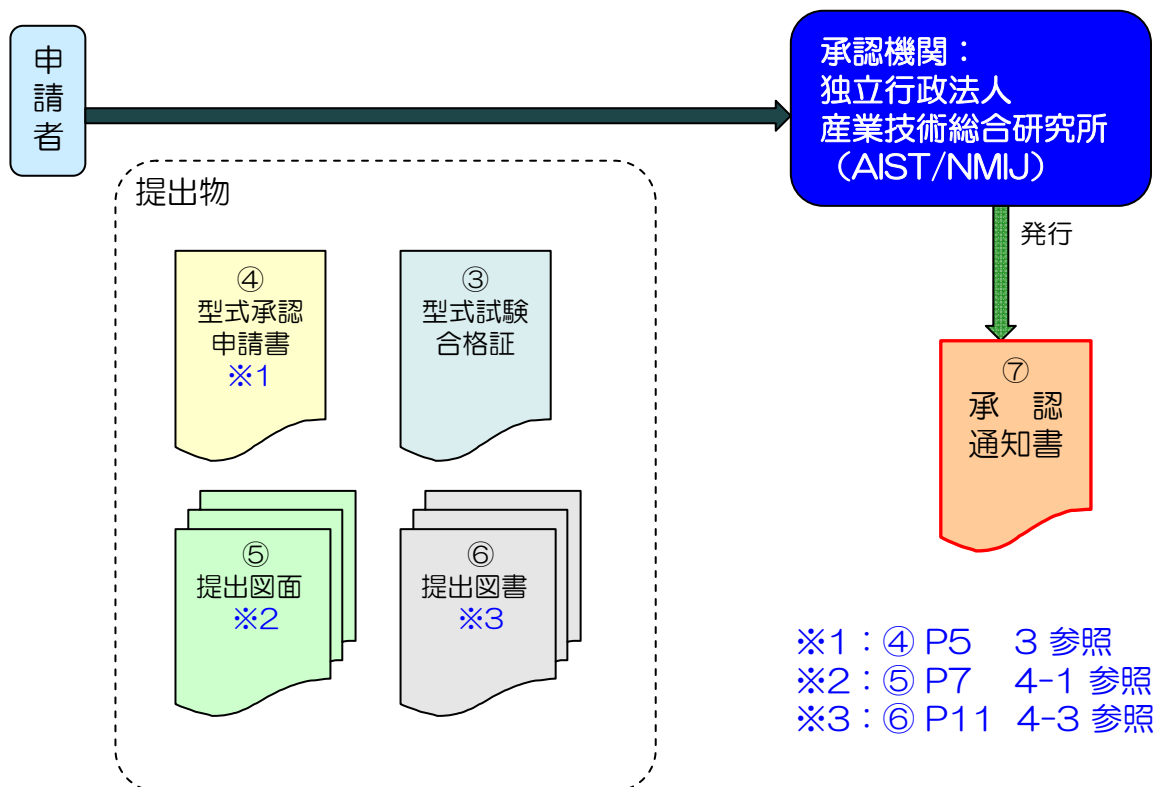 申
請
者
承認機関：
独立行政法人
産業技術総合研究所
（AIST/NMIJ）
提出物
発行
④
型式承認
申請書
※1
③
型式試験
合格証
⑦
承　認
通知書
⑤
提出図面
※2
⑥
提出図書
※3
※1：④ P5　3 参照
※2：⑤ P7　4-1 参照
※3：⑥ P11　4-3 参照